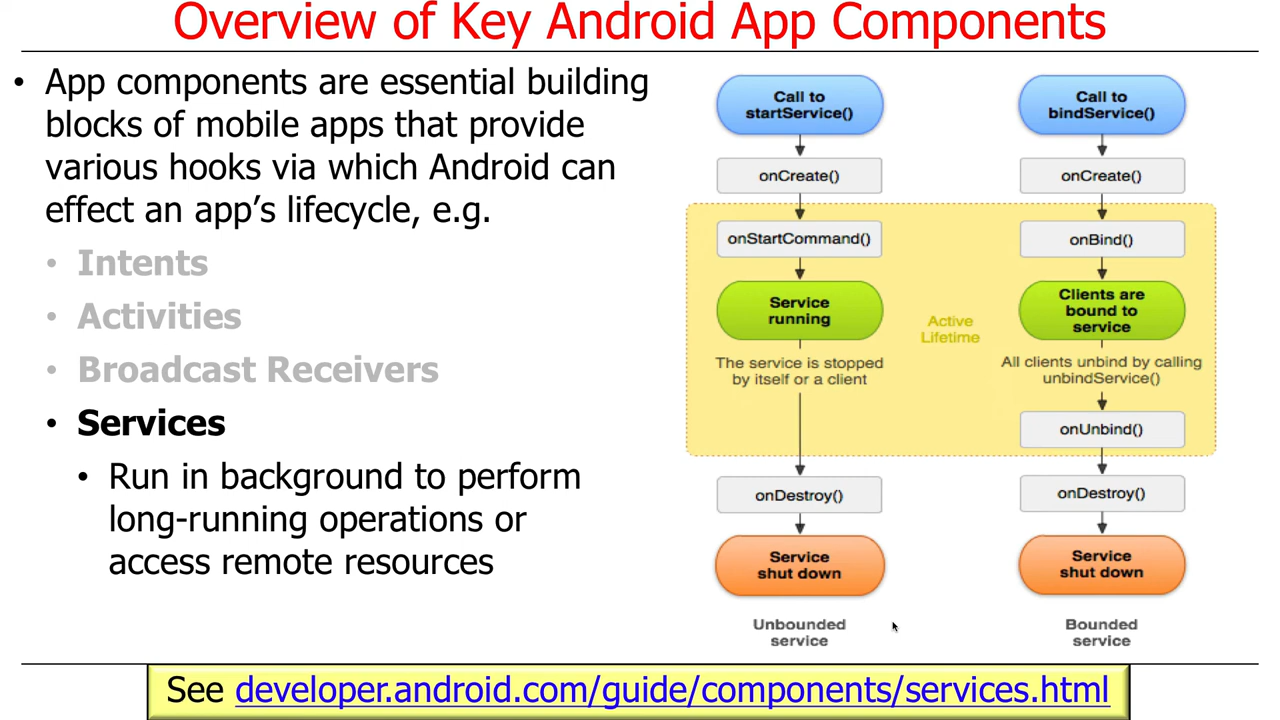 Overview of Key Android App Components
• App components are essential building
blocks of mobile apps that provide
various hooks via which Android can
effect an app’s lifecycle, e.g.
• Intents
• Activities
• Broadcast Receivers
• Services
• Run in background to perform
long-running operations or
access remote resources
Call to
startService()
onCreate()
onStartCommand()
Service
running
The service is stopped
by itself or a client
onDestroy()
Service
shut down
Unbounded
service
Active
Lifetime
Call to
bindService()
onCreate()
onBind()
Clients are
bound to
service
All clients unbind by calling
unbindService()
onUnbind()
onDestroy()
Service
shut down
Bounded
service
See developer.android.com/guide/components/services.html